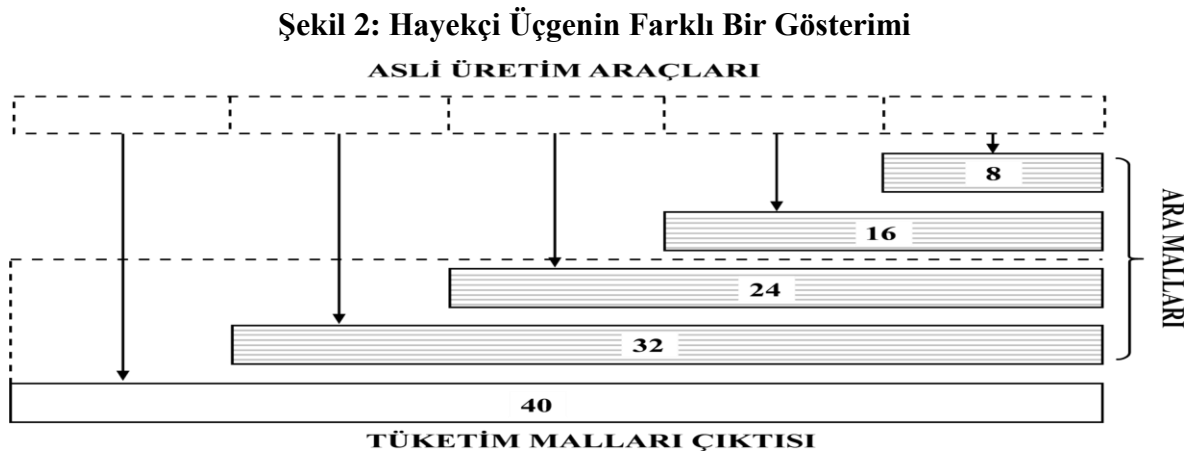 Şekil 2: Hayekçi Üçgenin Farklı Bir Gösterimi
ASLİ ÜRETİM ARAÇLARI
8
16
24
32
40
ARA MALLARI
TÜKETİM MALLARI ÇIKTISI